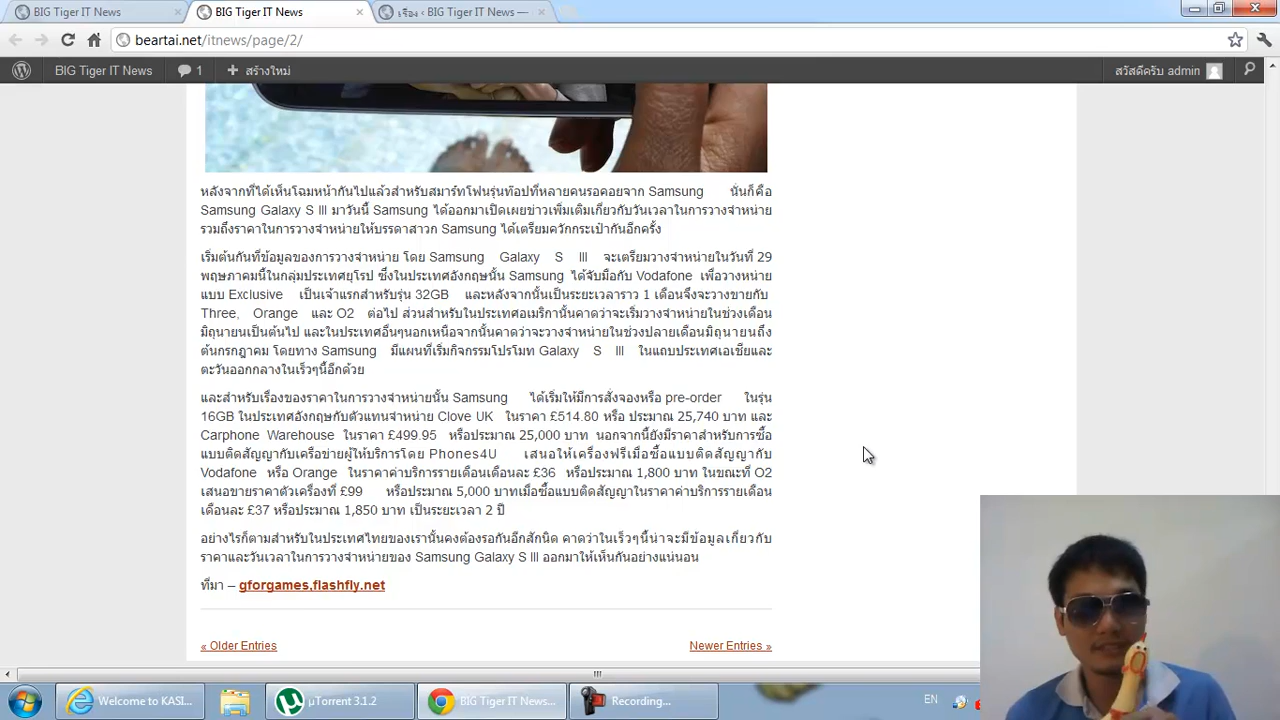 BIG Tiger IT News
BIG Tiger IT News
เรื่อง ‹ BIG Tiger IT News —
beartai.net/itnews/page/2/
BIG Tiger IT News 1 + สร้างใหม่ สวัสดีครับ admin
หลังจากที่ได้เห็นโฉมหน้ากันไปแล้วสำหรับสมาร์ทโฟนรุ่นท๊อปที่หลายคนรอคอยจาก Samsung นั่นก็คือ
Samsung Galaxy S III มาวันนี้ Samsung ได้ออกมาเปิดเผยข่าวเพิ่มเติมเกี่ยวกับวันเวลาในการวางจำหน่าย
รวมถึงราคาในการวางจำหน่ายให้บรรดาสาวก Samsung ได้เตรียมควักกระเป๋ากันอีกครั้ง
เริ่มต้นกันที่ข้อมูลของการวางจำหน่าย โดย Samsung Galaxy S III จะเตรียมวางจำหน่ายในวันที่ 29
พฤษภาคมนี้ในกลุ่มประเทศยุโรป ซึ่งในประเทศอังกฤษนั้น Samsung ได้จับมือกับ Vodafone เพื่อวางหน่าย
แบบ Exclusive เป็นเจ้าแรกสำหรับรุ่น 32GB และหลังจากนั้นเป็นระยะเวลาราว 1 เดือนจึงจะวางขายกับ
Three, Orange และ O2 ต่อไป ส่วนสำหรับในประเทศอเมริกานั้นคาดว่าจะเริ่มวางจำหน่ายในช่วงเดือน
มิถุนายนเป็นต้นไป และในประเทศอื่นๆนอกเหนือจากนั้นคาดว่าจะวางจำหน่ายในช่วงปลายเดือนมิถุนายนถึง
ต้นกรกฎาคม โดยทาง Samsung มีแผนที่เริ่มกิจกรรมโปรโมท Galaxy S III ในแถบประเทศเอเชียและ
ตะวันออกกลางในเร็วๆนี้อีกด้วย
และสำหรับเรื่องของราคาในการวางจำหน่ายนั้น Samsung ได้เริ่มให้มีการสั่งจองหรือ pre-order ในรุ่น
16GB ในประเทศอังกฤษกับตัวแทนจำหน่าย Clove UK ในราคา £514.80 หรือ ประมาณ 25,740 บาท และ
Carphone Warehouse ในราคา £499.95 หรือประมาณ 25,000 บาท นอกจากนี้ยังมีราคาสำหรับการซื้อ
แบบติดสัญญากับเครือข่ายผู้ให้บริการโดย Phones4U เสนอให้เครื่องฟรีเมื่อซื้อแบบติดสัญญากับ
Vodafone หรือ Orange ในราคาค่าบริการรายเดือนเดือนละ £36 หรือประมาณ 1,800 บาท ในขณะที่ O2
เสนอขายราคาตัวเครื่องที่ £99 หรือประมาณ 5,000 บาทเมื่อซื้อแบบติดสัญญาในราคาค่าบริการรายเดือน
เดือนละ £37 หรือประมาณ 1,850 บาท เป็นระยะเวลา 2 ปี
อย่างไรก็ตามสำหรับในประเทศไทยของเรานั้นคงต้องรอกันอีกสักนิด คาดว่าในเร็วๆนี้น่าจะมีข้อมูลเกี่ยวกับ
ราคาและวันเวลาในการวางจำหน่ายของ Samsung Galaxy S III ออกมาให้เห็นกันอย่างแน่นอน
ที่มา – gforgames,flashfly.net
« Older Entries Newer Entries »
Welcome to KASI... µTorrent 3.1.2 BIG Tiger IT News... Recording... EN